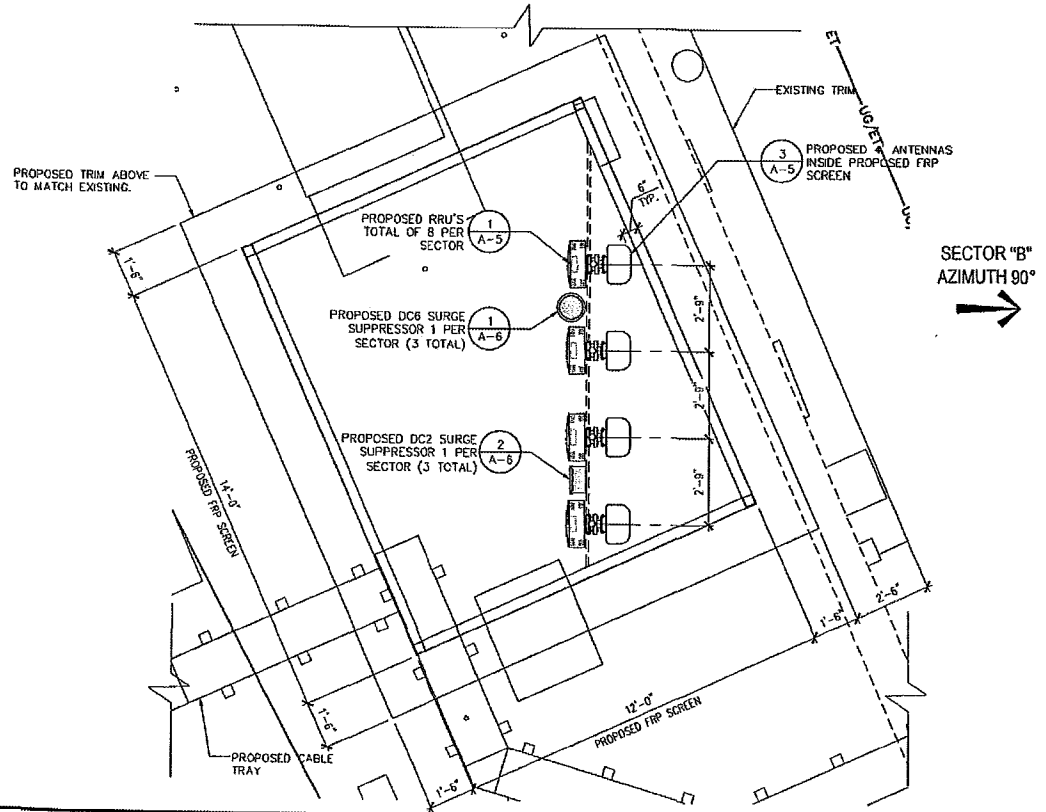 ET
UG/ET
UG
EXISTING TRIM
3
A-5
PROPOSED ANTENNAS
INSIDE PROPOSED FRP
SCREEN
PROPOSED TRIM ABOVE
TO MATCH EXISTING.
6"
TYP.
PROPOSED RRU'S
TOTAL OF 8 PER
SECTOR
1
A-5
SECTOR "B"
AZIMUTH 90°
1'-6"
PROPOSED DC6 SURGE
SUPPRESSOR 1 PER
SECTOR (3 TOTAL)
1
A-6
2'-9"
2'-9"
2'-9"
PROPOSED DC2 SURGE
SUPPRESSOR 1 PER
SECTOR (3 TOTAL)
2
A-6
14'-0"
PROPOSED FRP SCREEN
2'-6"
1'-6"
12'-0"
PROPOSED FRP SCREEN
1'-6"
PROPOSED CABLE
TRAY
1'-6"